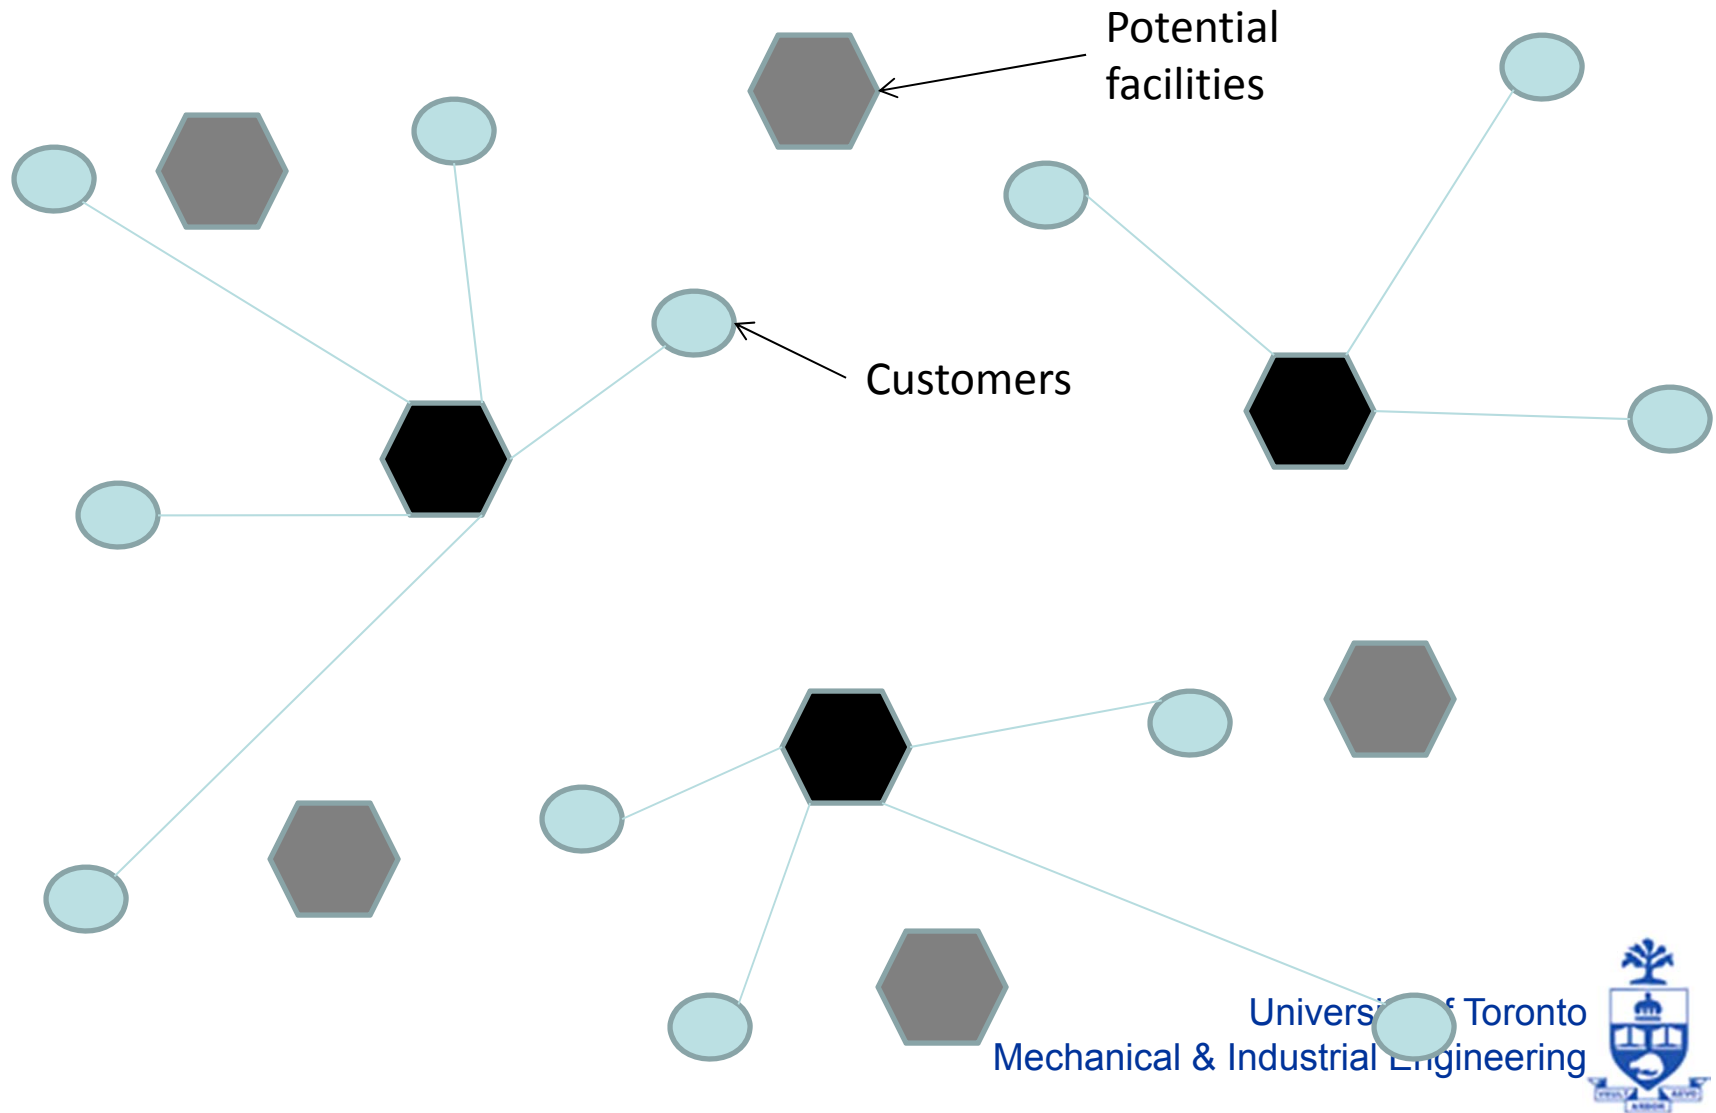 Potential
facilities
Customers
Toronto
Mechanical & Industrial